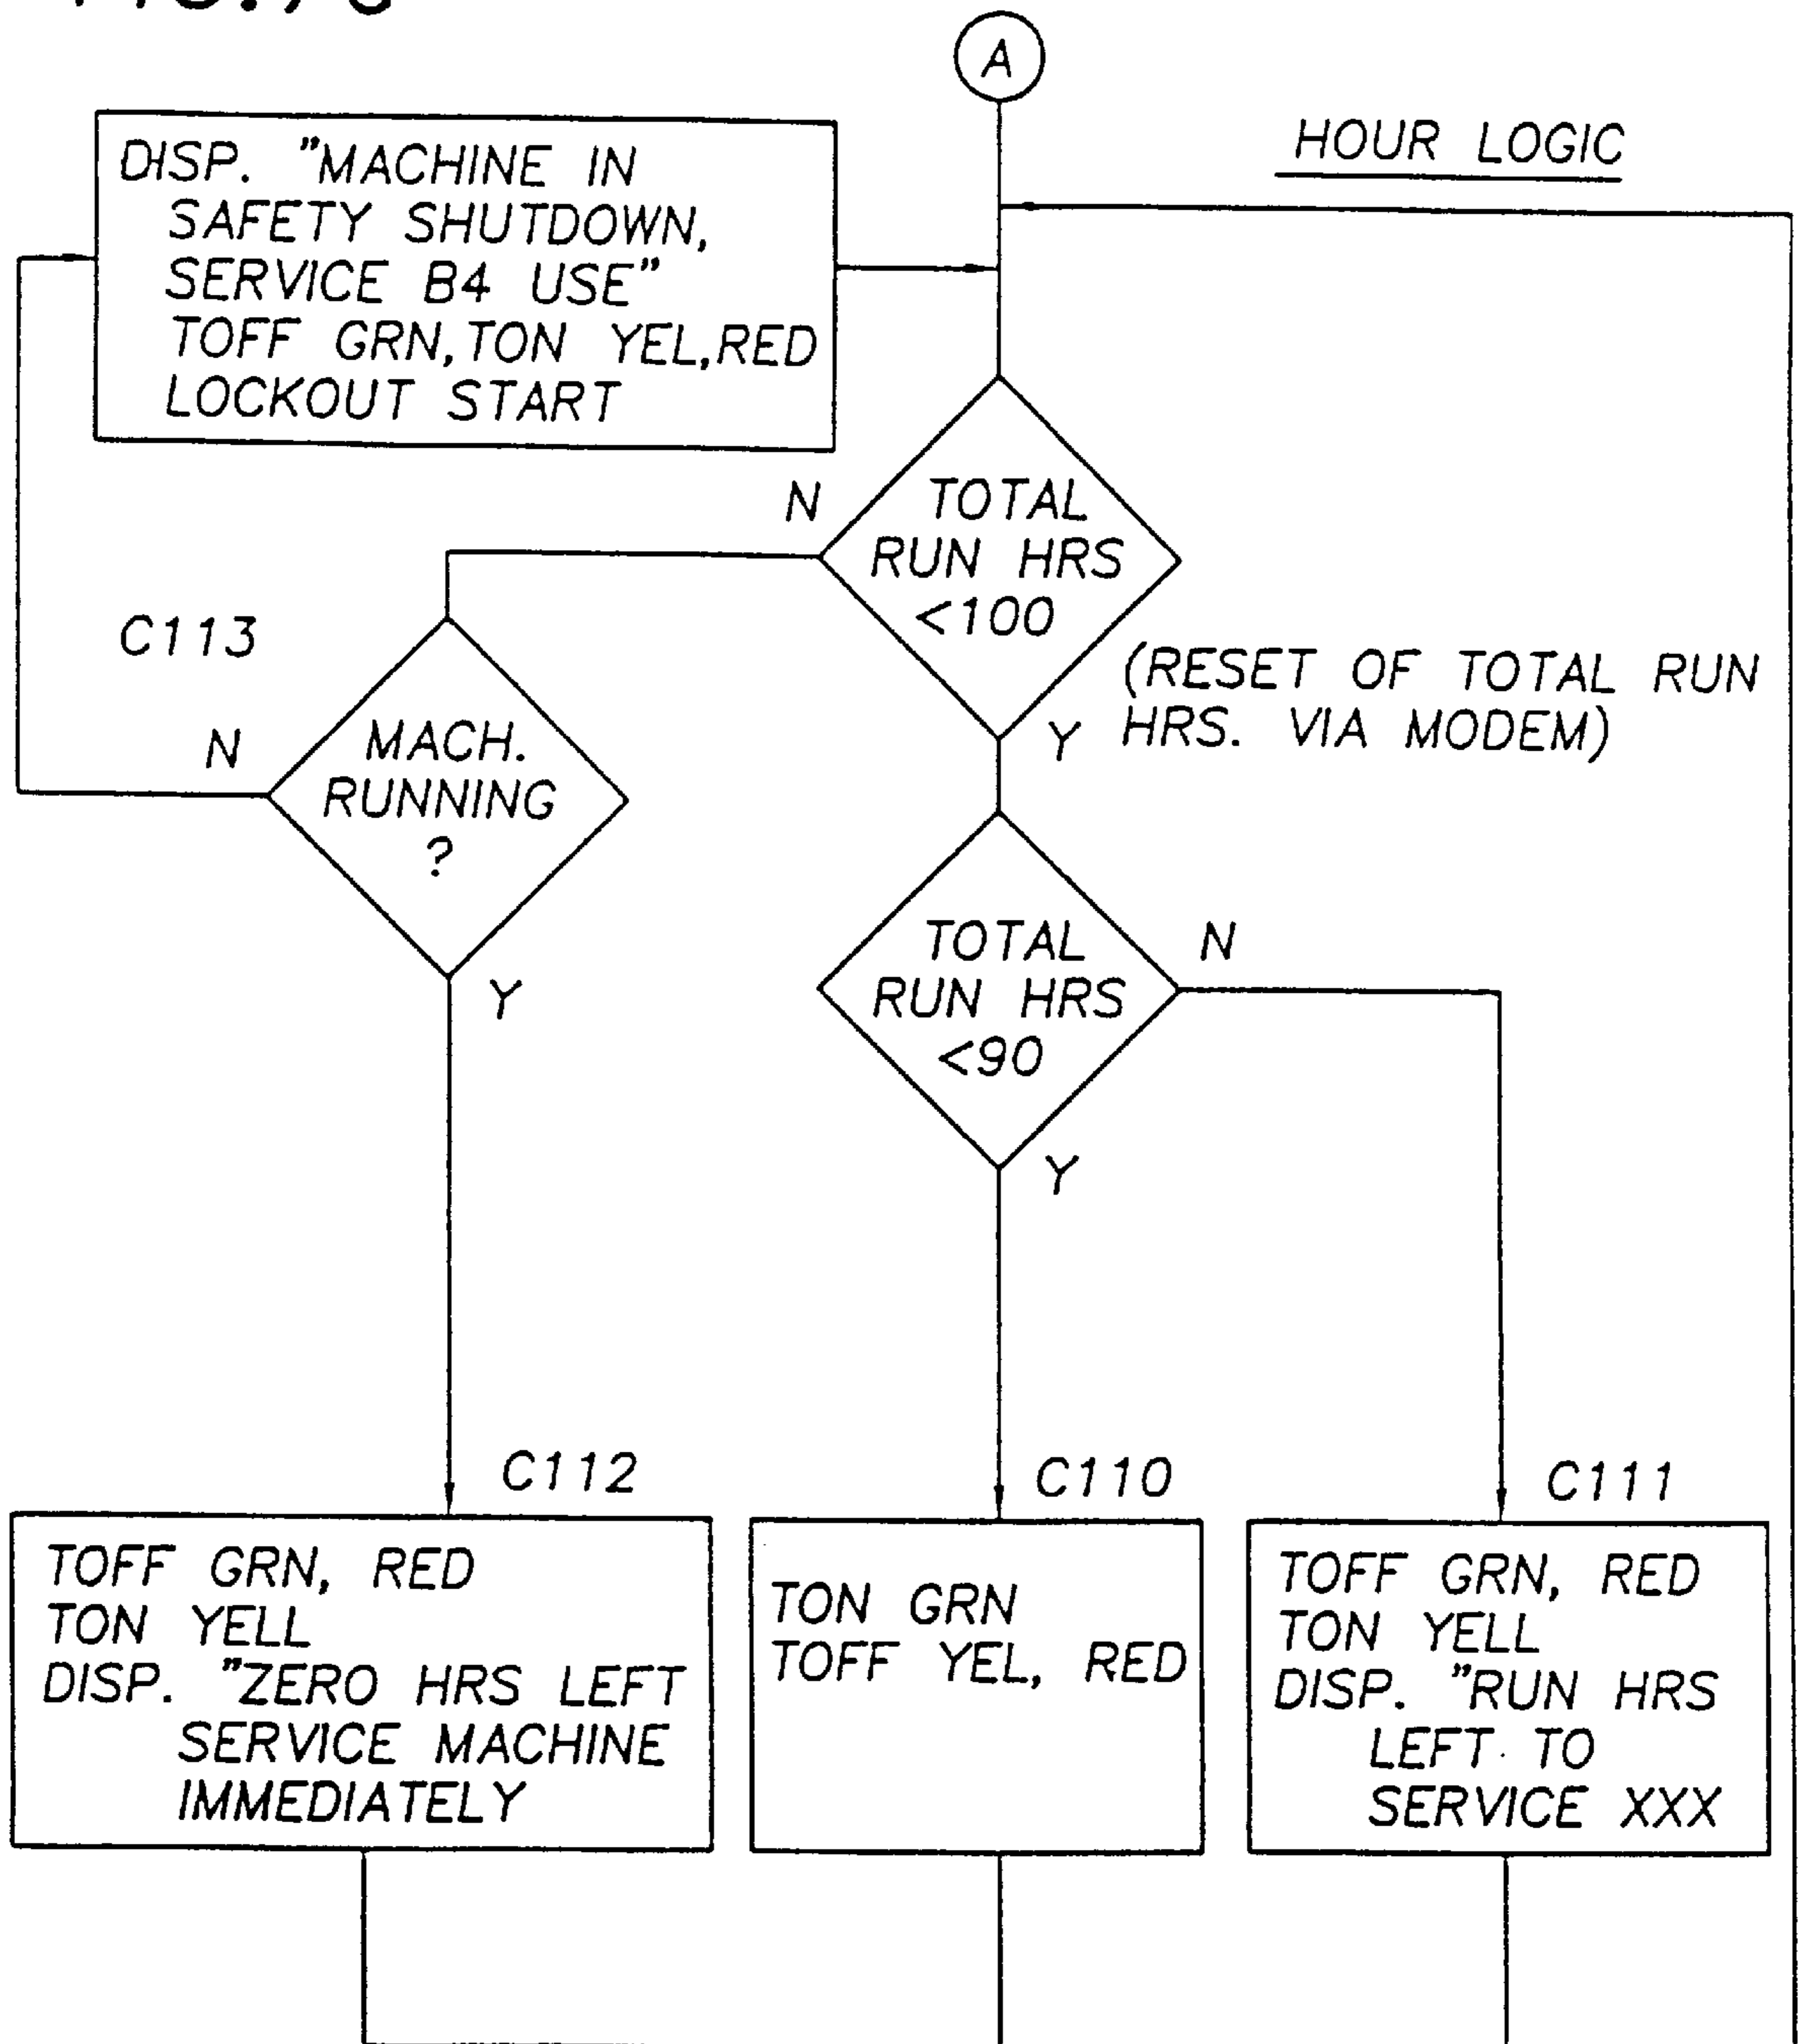 A
HOUR LOGIC
DISP. "MACHINE IN
SAFETY SHUTDOWN,
SERVICE B4 USE"
TOFF GRN, TON YEL, RED
LOCKOUT START
N
TOTAL
RUN HRS
<100
(RESET OF TOTAL RUN
HRS. VIA MODEM)
Y
C113
N
MACH.
RUNNING
?
Y
TOTAL
RUN HRS
<90
N
Y
C112
TOFF GRN, RED
TON YELL
DISP. "ZERO HRS LEFT
SERVICE MACHINE
IMMEDIATELY
C110
TON GRN
TOFF YEL, RED
C111
TOFF GRN, RED
TON YELL
DISP. "RUN HRS
LEFT TO
SERVICE XXX